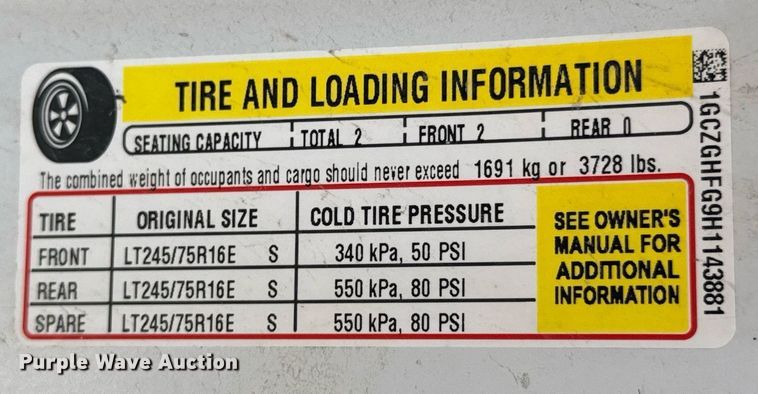 TIRE AND LOADING INFORMATION
SEATING CAPACITY TOTAL 2 FRONT 2 REAR 0
The combined weight of occupants and cargo should never exceed 1691 kg or 3728 lbs.
TIRE ORIGINAL SIZE COLD TIRE PRESSURE
FRONT LT245/75R16E S 340 kPa, 50 PSI
REAR LT245/75R16E S 550 kPa, 80 PSI
SPARE LT245/75R16E S 550 kPa, 80 PSI
SEE OWNER'S
MANUAL FOR
ADDITIONAL
INFORMATION
1GCZGHFG9H1143881
Purple Wave Auction